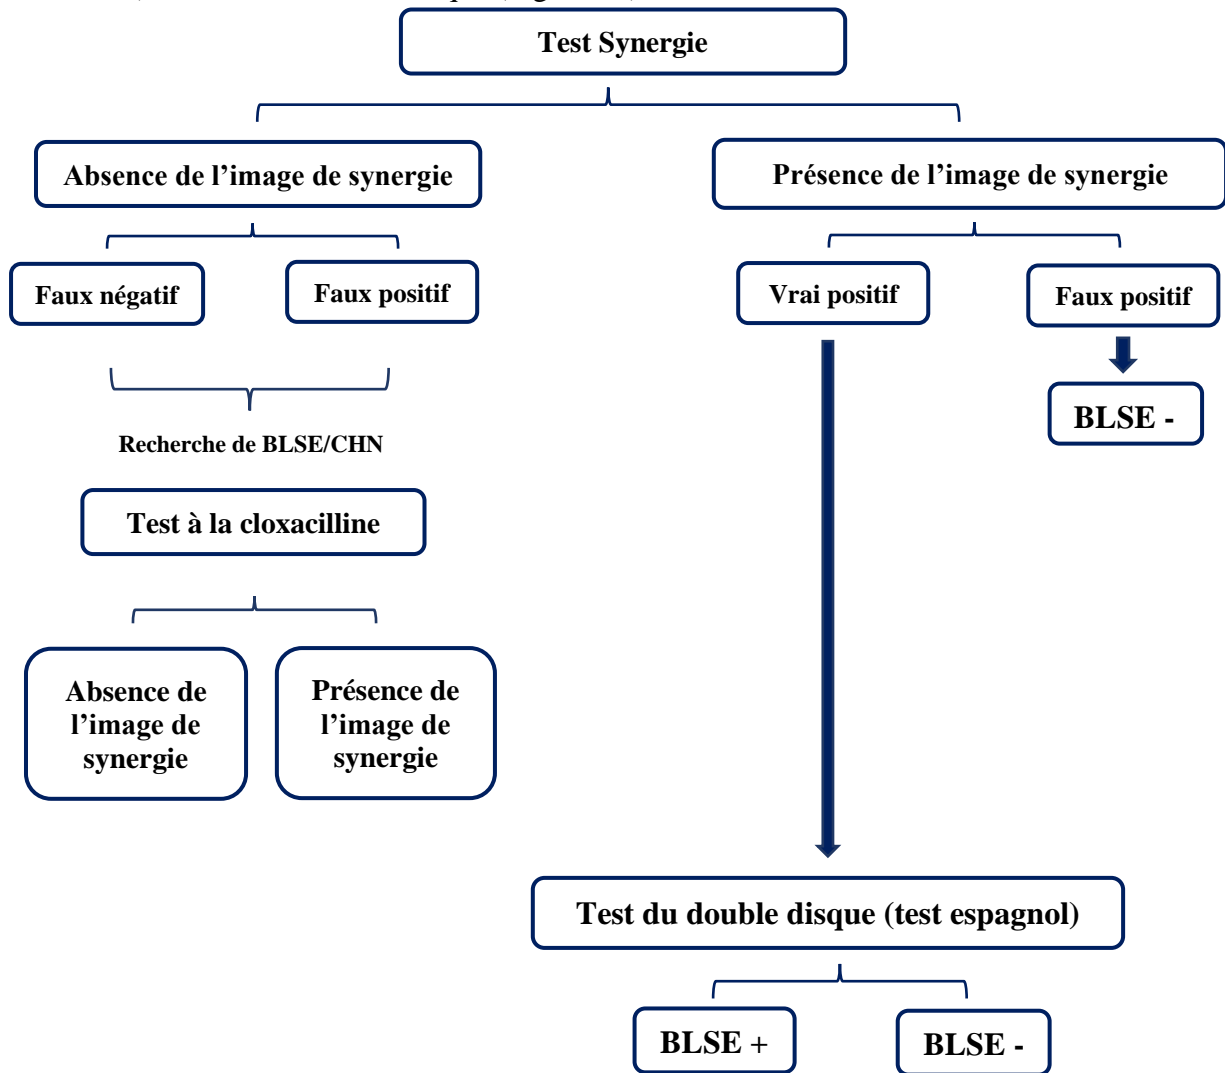 Test Synergie
Absence de l’image de synergie
Présence de l’image de synergie
Faux négatif
Faux positif
Vrai positif
Faux positif
BLSE -
Recherche de BLSE/CHN
Test à la cloxacilline
Absence de
l’image de
synergie
Présence de
l’image de
synergie
Test du double disque (test espagnol)
BLSE +
BLSE -